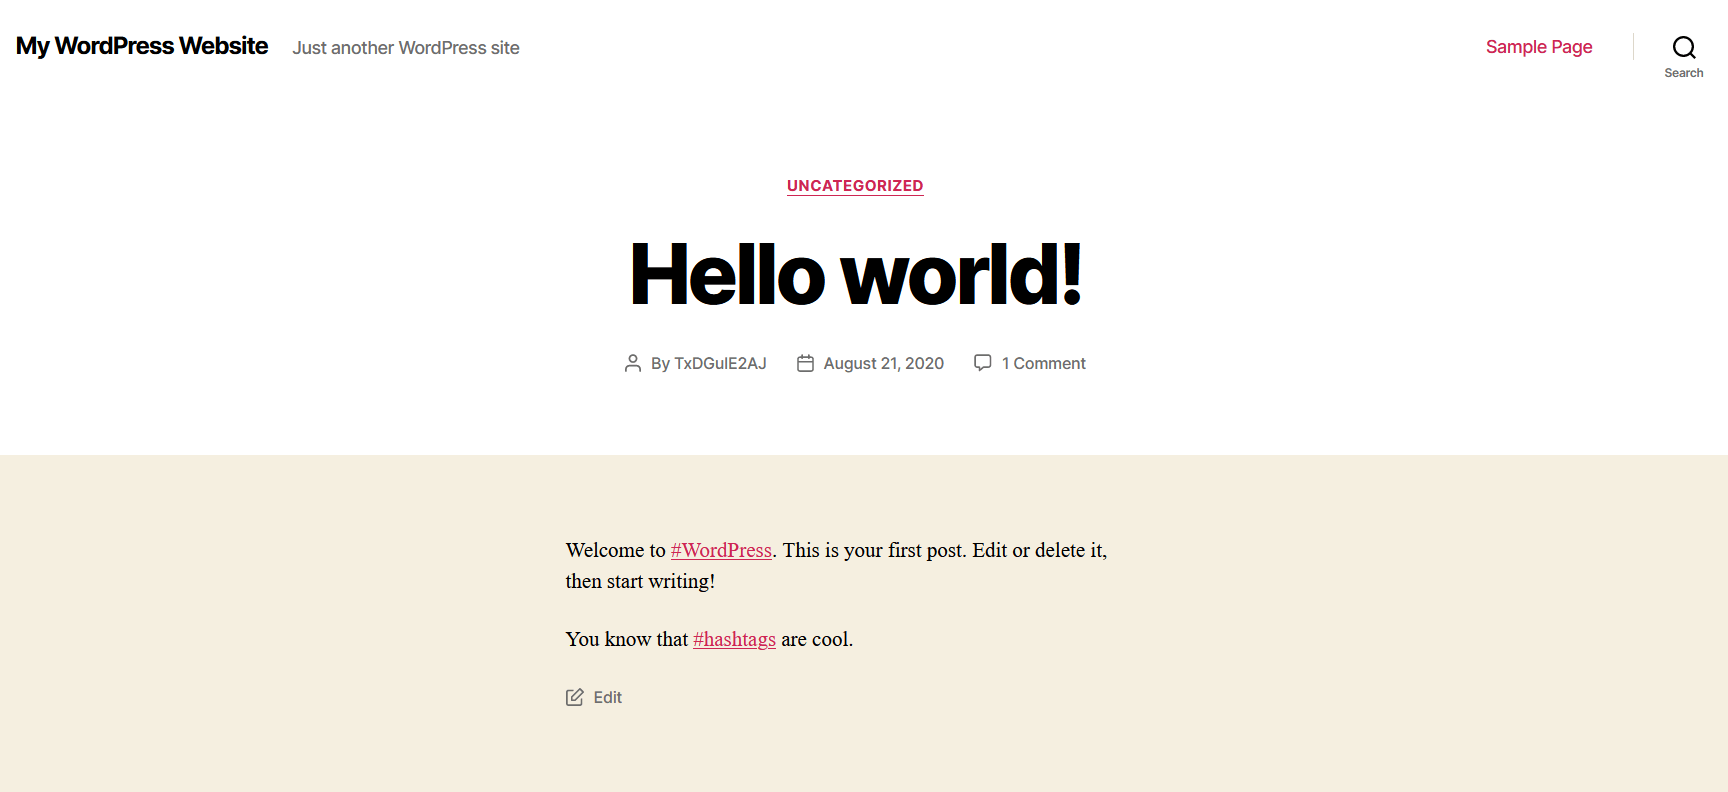 My WordPress Website
Just another WordPress site
Sample Page
Search
UNCATEGORIZED
Hello world!
By TxDGulE2AJ
August 21, 2020
1 Comment
Welcome to #WordPress. This is your first post. Edit or delete it,
then start writing!
You know that #hashtags are cool.
Edit